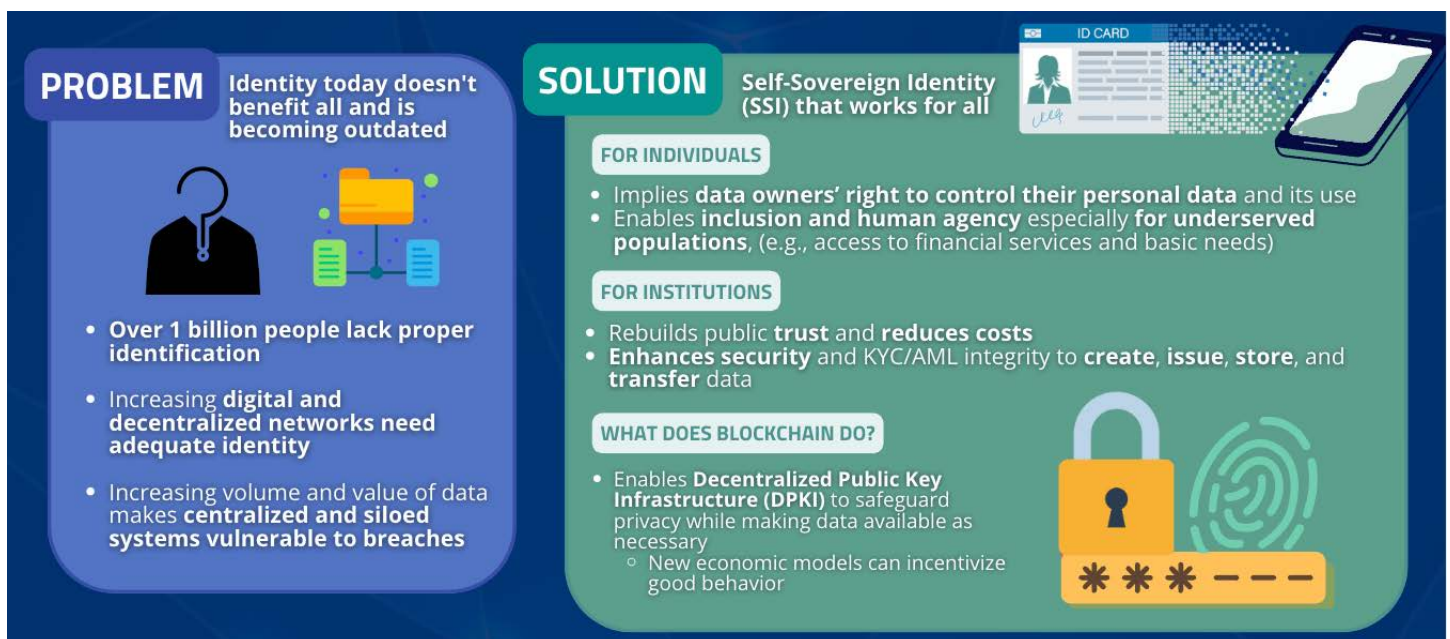 PROBLEM
Identity today doesn't
benefit all and is
becoming outdated
• Over 1 billion people lack proper
identification
• Increasing digital and
decentralized networks need
adequate identity
• Increasing volume and value of data
makes centralized and siloed
systems vulnerable to breaches
SOLUTION
Self-Sovereign Identity
(SSI) that works for all
ID CARD
FOR INDIVIDUALS
• Implies data owners’ right to control their personal data and its use
• Enables inclusion and human agency especially for underserved
populations, (e.g., access to financial services and basic needs)
FOR INSTITUTIONS
• Rebuilds public trust and reduces costs
• Enhances security and KYC/AML integrity to create, issue, store, and
transfer data
WHAT DOES BLOCKCHAIN DO?
• Enables Decentralized Public Key
Infrastructure (DPKI) to safeguard
privacy while making data available as
necessary
○ New economic models can incentivize
good behavior
* * * — — —